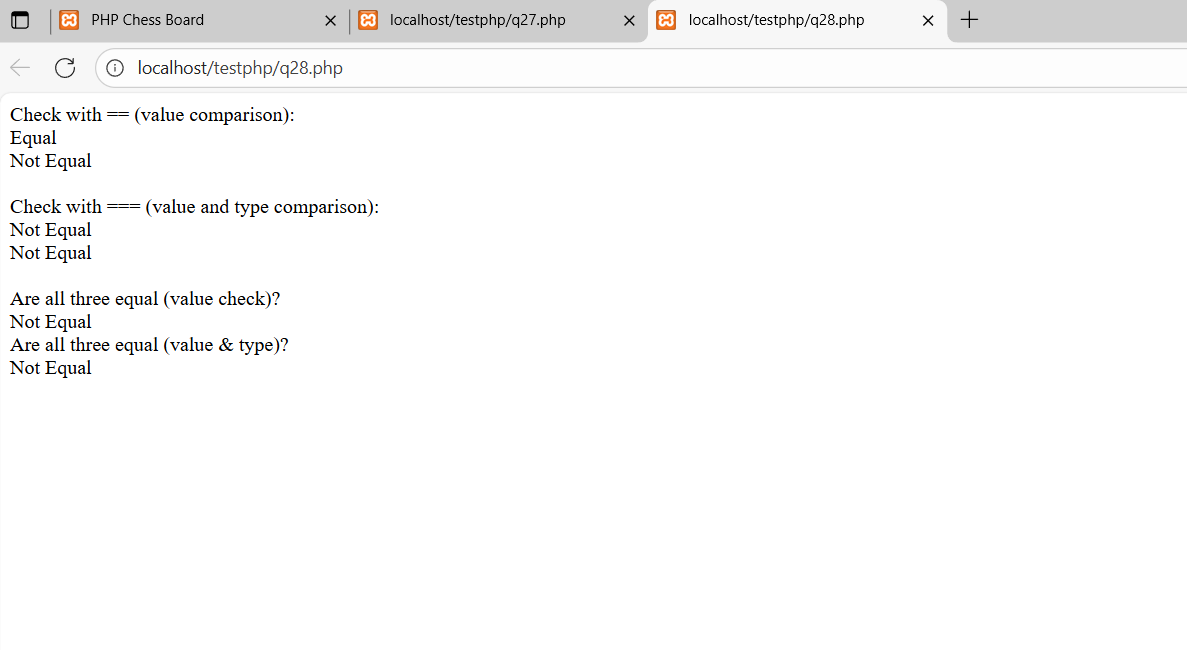 PHP Chess Board
localhost/testphp/q27.php
localhost/testphp/q28.php
localhost/testphp/q28.php
Check with == (value comparison):
Equal
Not Equal
Check with === (value and type comparison):
Not Equal
Not Equal
Are all three equal (value check)?
Not Equal
Are all three equal (value & type)?
Not Equal